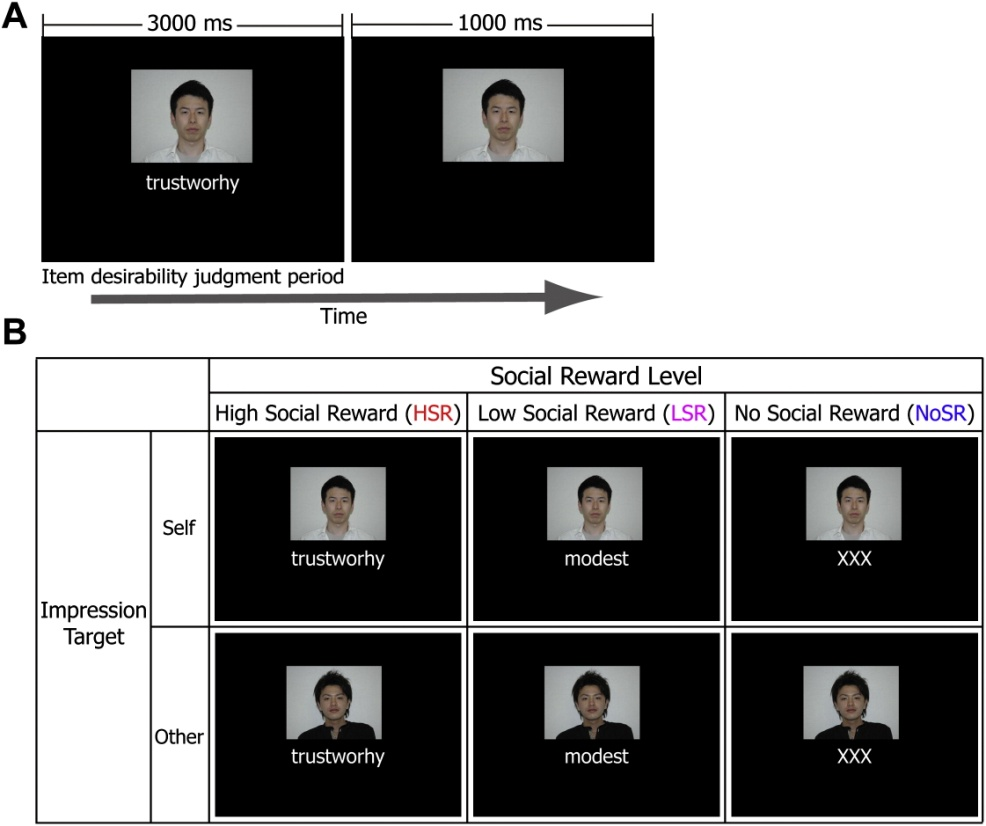 A
3000 ms
1000 ms
trustworhy
Item desirability judgment period
Time
B
Social Reward Level
High Social Reward (HSR)
Low Social Reward (LSR)
No Social Reward (NoSR)
Impression
Target
Self
trustworhy
modest
XXX
Other
trustworhy
modest
XXX